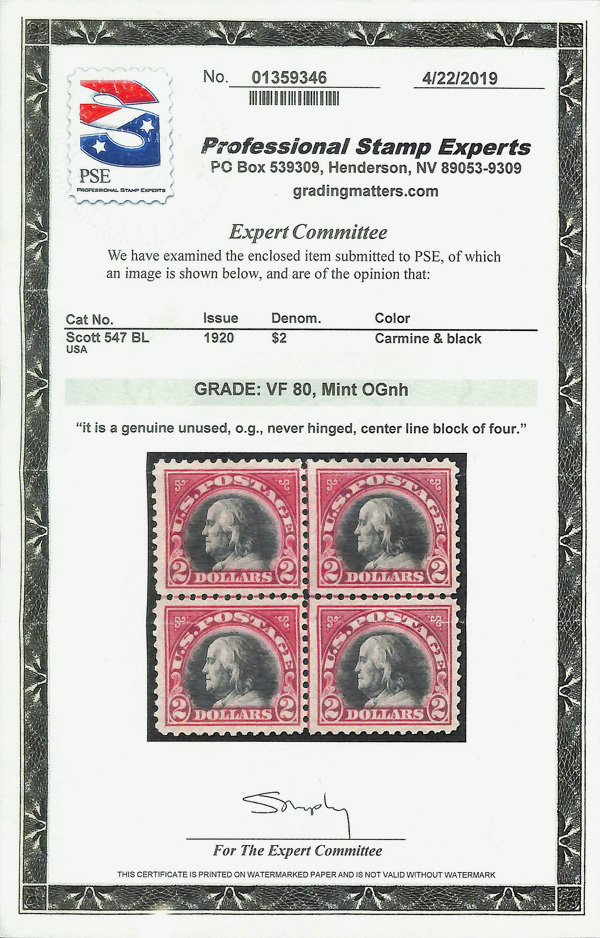 No. 01359346 4/22/2019
PSE
PROFESSIONAL STAMP EXPERTS
Professional Stamp Experts
PO Box 539309, Henderson, NV 89053-9309
gradingmatters.com
Expert Committee
We have examined the enclosed item submitted to PSE, of which
an image is shown below, and are of the opinion that:
Cat No. Issue Denom. Color
Scott 547 BL 1920 $2 Carmine & black
USA
GRADE: VF 80, Mint OGnh
“it is a genuine unused, o.g., never hinged, center line block of four.”
U.S. POSTAGE
2 DOLLARS 2
U.S. POSTAGE
2 DOLLARS 2
U.S. POSTAGE
2 DOLLARS 2
U.S. POSTAGE
2 DOLLARS 2
For The Expert Committee
THIS CERTIFICATE IS PRINTED ON WATERMARKED PAPER AND IS NOT VALID WITHOUT WATERMARK